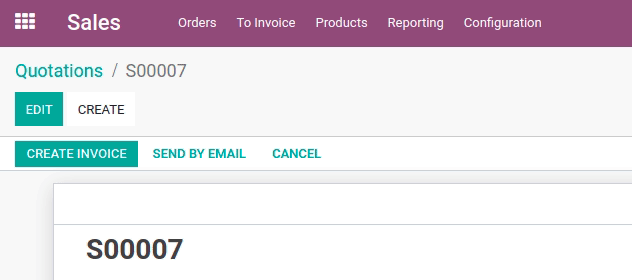 Sales Orders To Invoice Products Reporting Configuration
Quotations / S00007
EDIT CREATE
CREATE INVOICE SEND BY EMAIL CANCEL
S00007